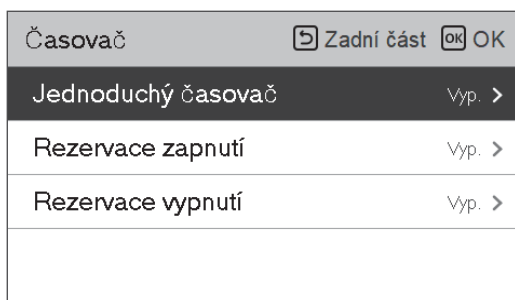 Časovač Zadní část OK OK
Jednoduchý časovač Vyp. >
Rezervace zapnutí Vyp. >
Rezervace vypnutí Vyp. >